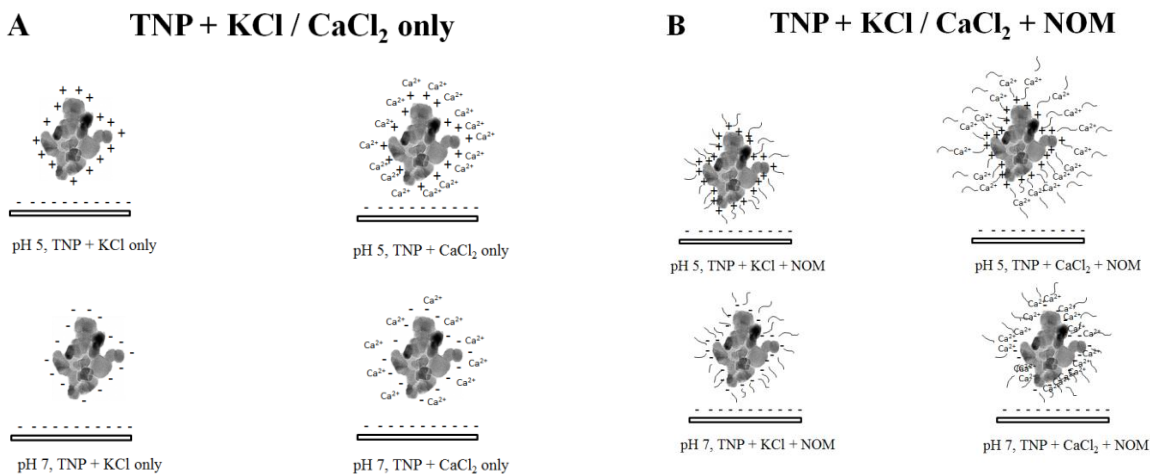 A TNP + KCl / CaCl₂ only
pH 5, TNP + KCl only
pH 5, TNP + CaCl₂ only
pH 7, TNP + KCl only
pH 7, TNP + CaCl₂ only
B TNP + KCl / CaCl₂ + NOM
pH 5, TNP + KCl + NOM
pH 5, TNP + CaCl₂ + NOM
pH 7, TNP + KCl + NOM
pH 7, TNP + CaCl₂ + NOM